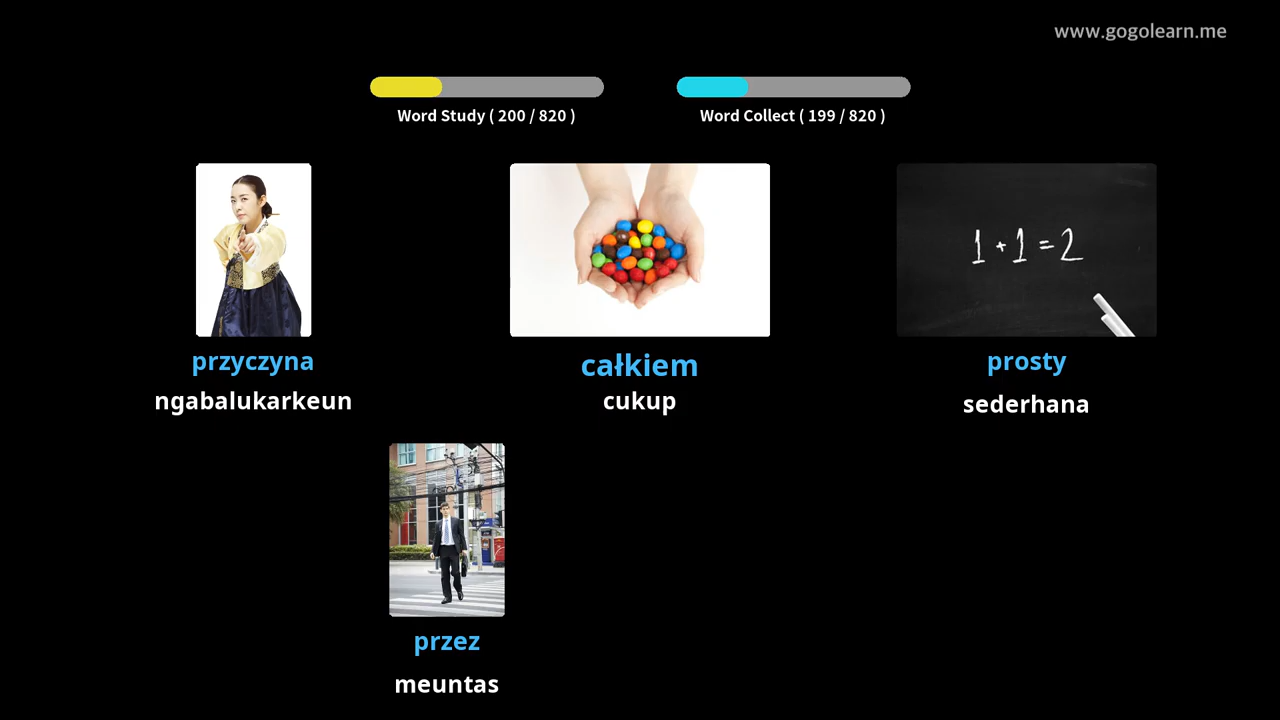 www.gogolearn.me
Word Study ( 200 / 820 )
Word Collect ( 199 / 820 )
1 + 1 = 2
przyczyna
ngabalukarkeun
całkiem
cukup
prosty
sederhana
przez
meuntas